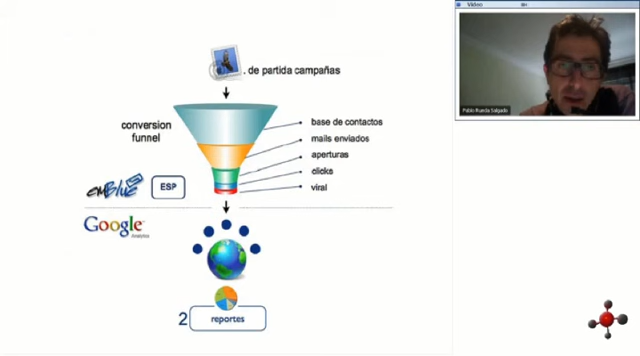 Video
. de partida campañas
conversion
funnel
base de contactos
mails enviados
aperturas
clicks
viral
emBlue
ESP
Google
Analytics
2 reportes
Pablo Rueda Salgado